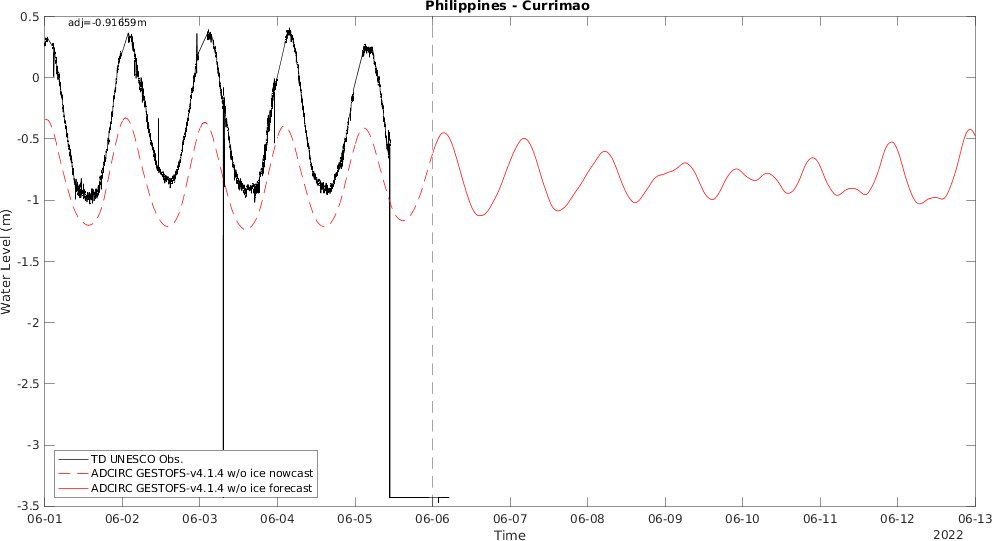 Philippines - Currimao
adj=-0.91659m
0.5
0
-0.5
-1
-1.5
-2
-2.5
-3
-3.5
Water Level (m)
TD UNESCO Obs.
ADCIRC GESTOFS-v4.1.4 w/o ice nowcast
ADCIRC GESTOFS-v4.1.4 w/o ice forecast
06-01 06-02 06-03 06-04 06-05 06-06 06-07 06-08 06-09 06-10 06-11 06-12 06-13
Time
2022